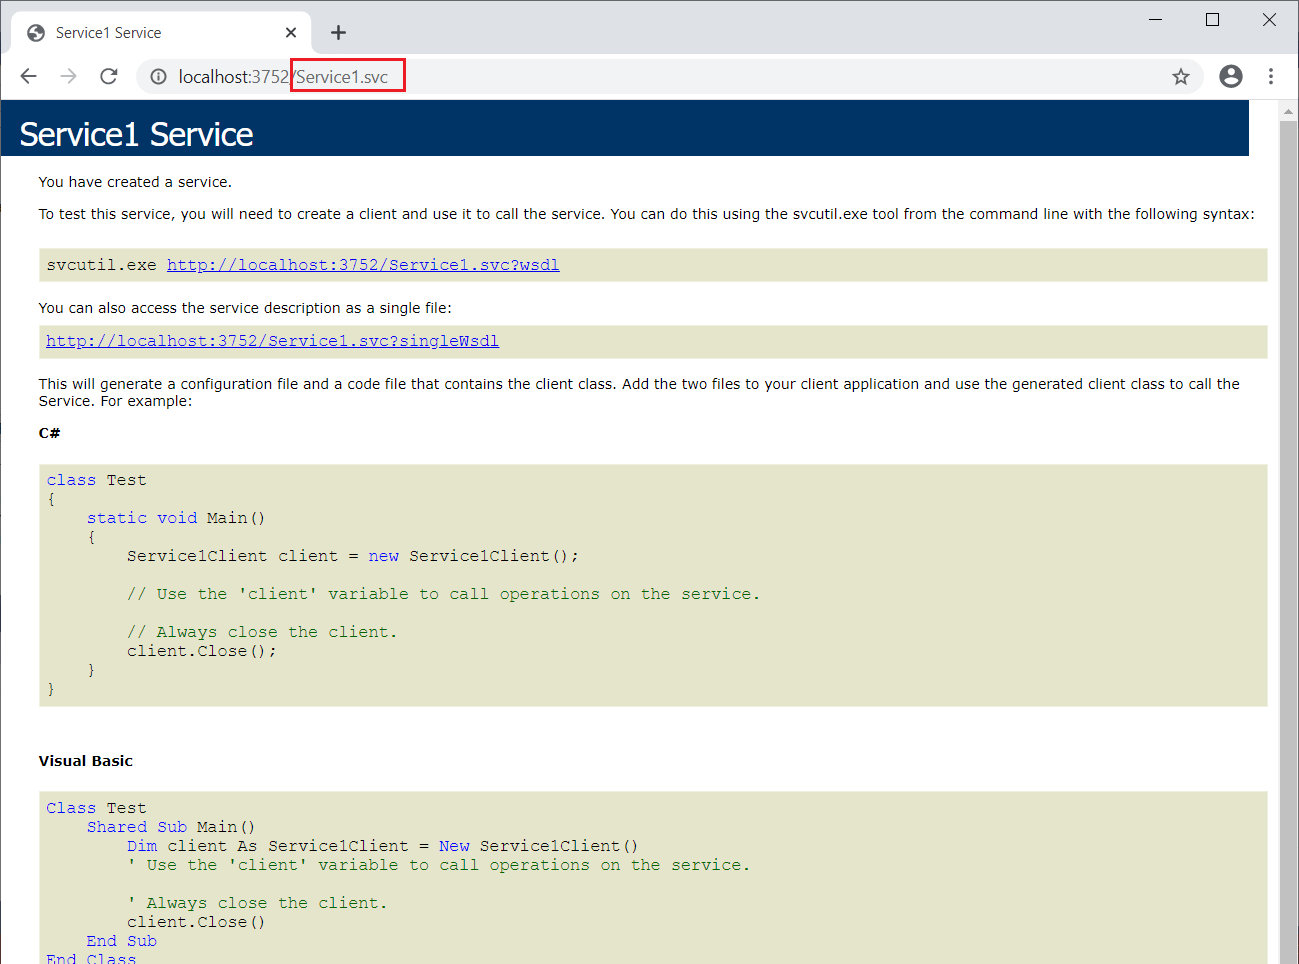 Service1 Service
localhost:3752/Service1.svc
Service1 Service
You have created a service.
To test this service, you will need to create a client and use it to call the service. You can do this using the svcutil.exe tool from the command line with the following syntax:
svcutil.exe http://localhost:3752/Service1.svc?wsdl
You can also access the service description as a single file:
http://localhost:3752/Service1.svc?singleWsdl
This will generate a configuration file and a code file that contains the client class. Add the two files to your client application and use the generated client class to call the
Service. For example:
C#
class Test
{
    static void Main()
    {
        Service1Client client = new Service1Client();
        // Use the 'client' variable to call operations on the service.
        // Always close the client.
        client.Close();
    }
}
Visual Basic
Class Test
    Shared Sub Main()
        Dim client As Service1Client = New Service1Client()
        ' Use the 'client' variable to call operations on the service.
        ' Always close the client.
        client.Close()
    End Sub
End Class